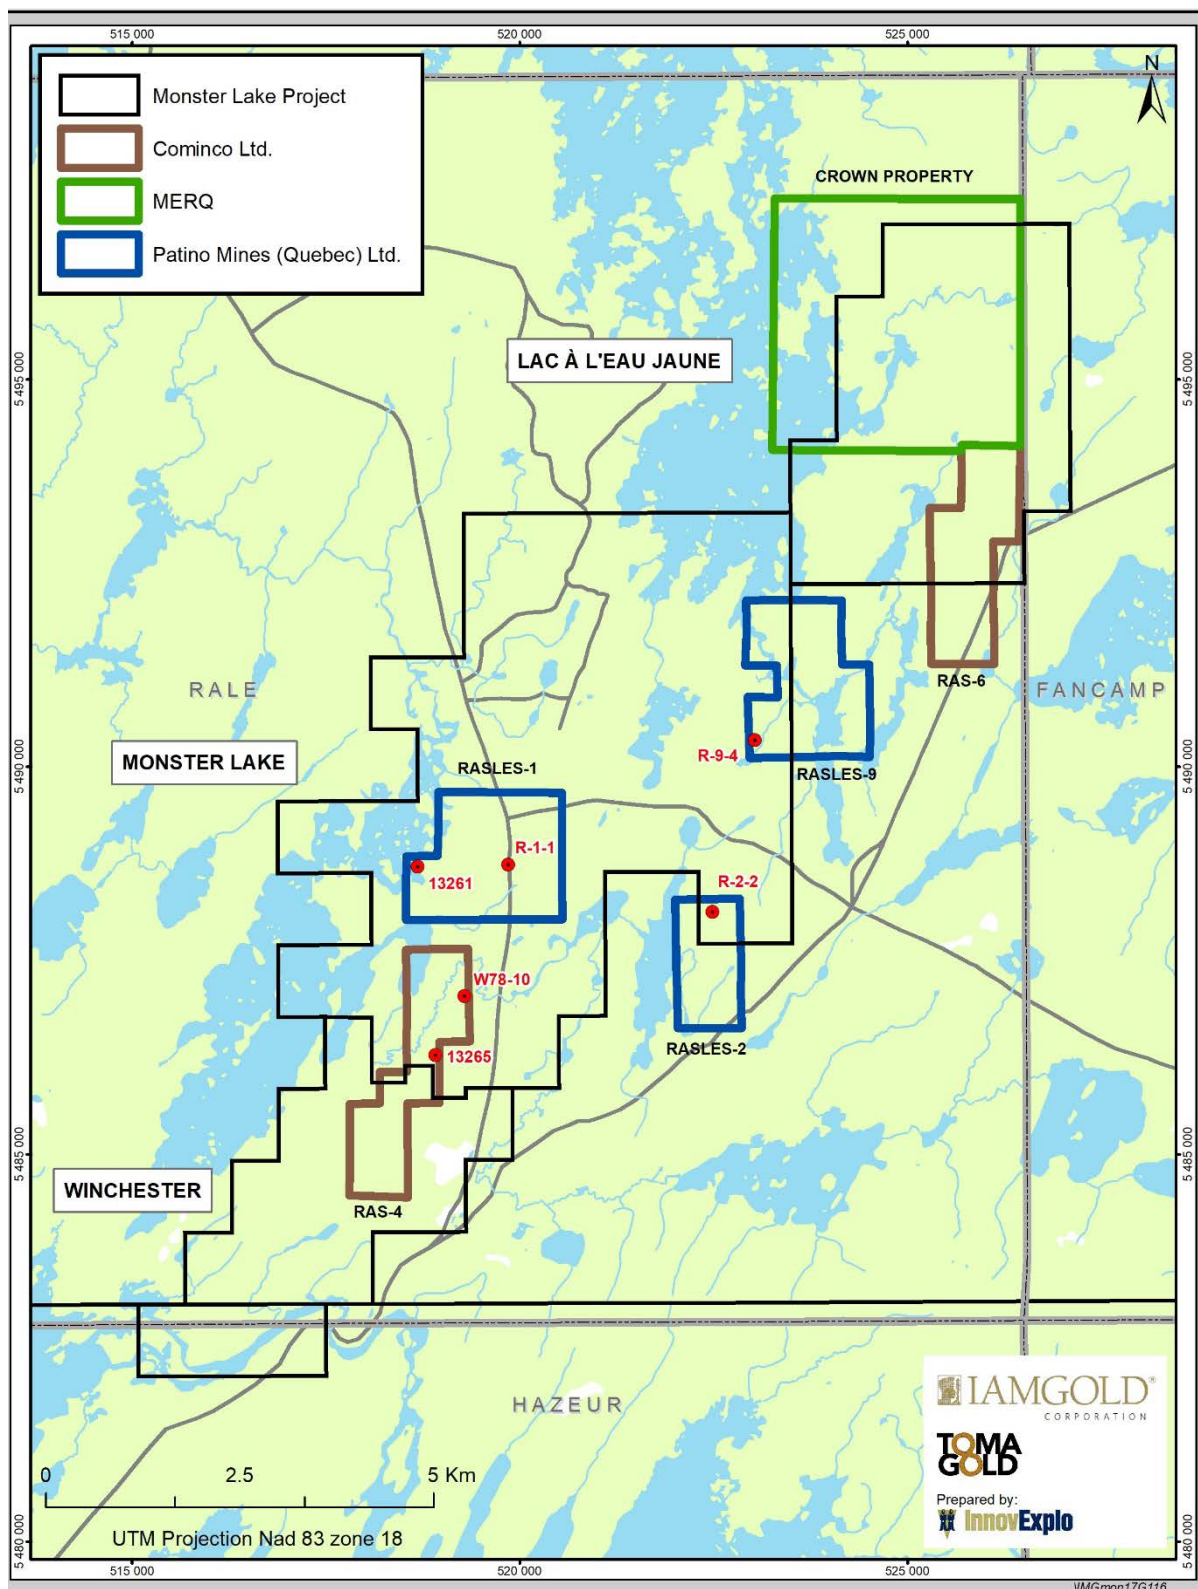 515 000
520 000
525 000
Monster Lake Project
Cominco Ltd.
MERQ
Patino Mines (Quebec) Ltd.
N
CROWN PROPERTY
LAC À L'EAU JAUNE
5 495 000
5 495 000
RALE
RAS-6
FANCAMP
MONSTER LAKE
R-9-4
RASLES-9
5 490 000
5 490 000
RASLES-1
R-1-1
13261
R-2-2
W78-10
RASLES-2
13265
5 485 000
5 485 000
WINCHESTER
RAS-4
HAZEUR
IAMGOLD®
CORPORATION
TOMA
GOLD
Prepared by:
InnovExplo
0
2.5
5 Km
UTM Projection Nad 83 zone 18
5 480 000
5 480 000
515 000
520 000
525 000
IMGmon17G116